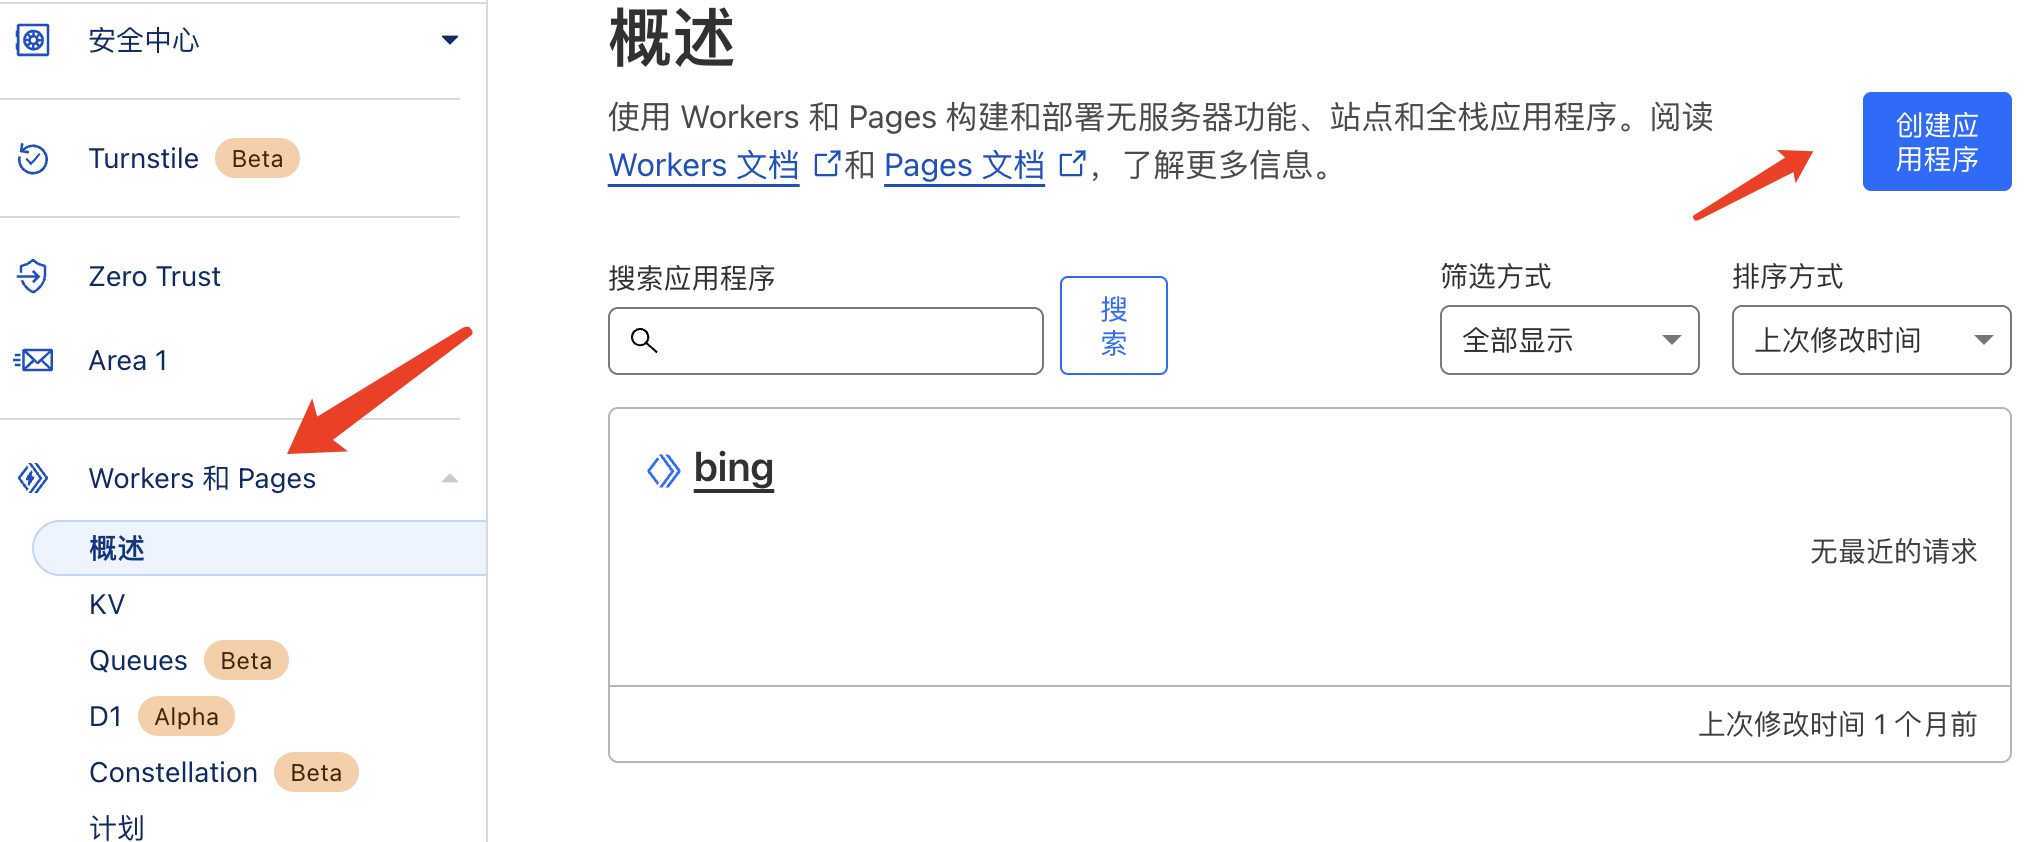 安全中心
Turnstile Beta
Zero Trust
Area 1
Workers 和 Pages
概述
KV
Queues Beta
D1 Alpha
Constellation Beta
计划
概述
使用 Workers 和 Pages 构建和部署无服务器功能、站点和全栈应用程序。阅读
Workers 文档 和 Pages 文档 ，了解更多信息。
创建应
用程序
搜索应用程序
搜
索
筛选方式
全部显示
排序方式
上次修改时间
bing
无最近的请求
上次修改时间 1 个月前